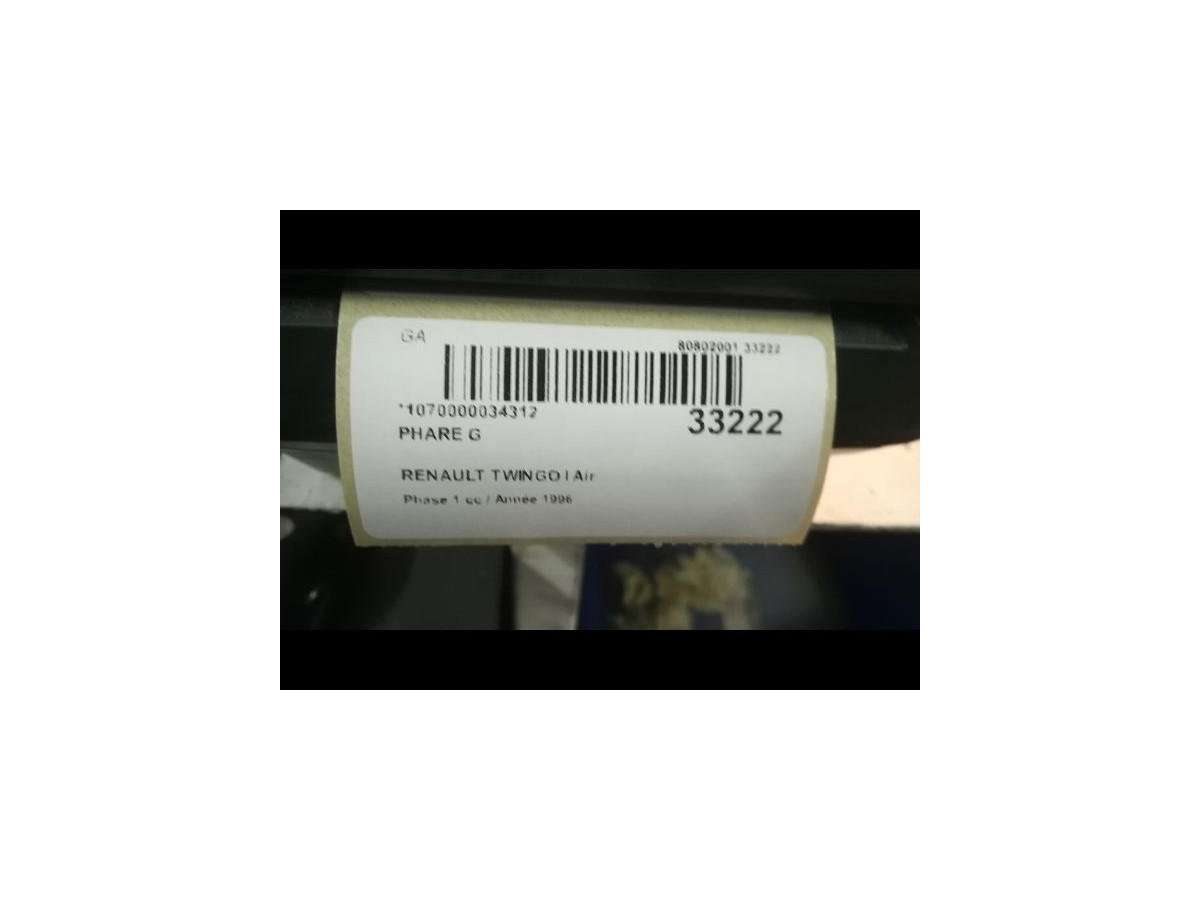 GA
80802001 33222
*1070000034312
33222
PHARE G
RENAULT TWINGO I Air
Phase 1 cc / Année 1996